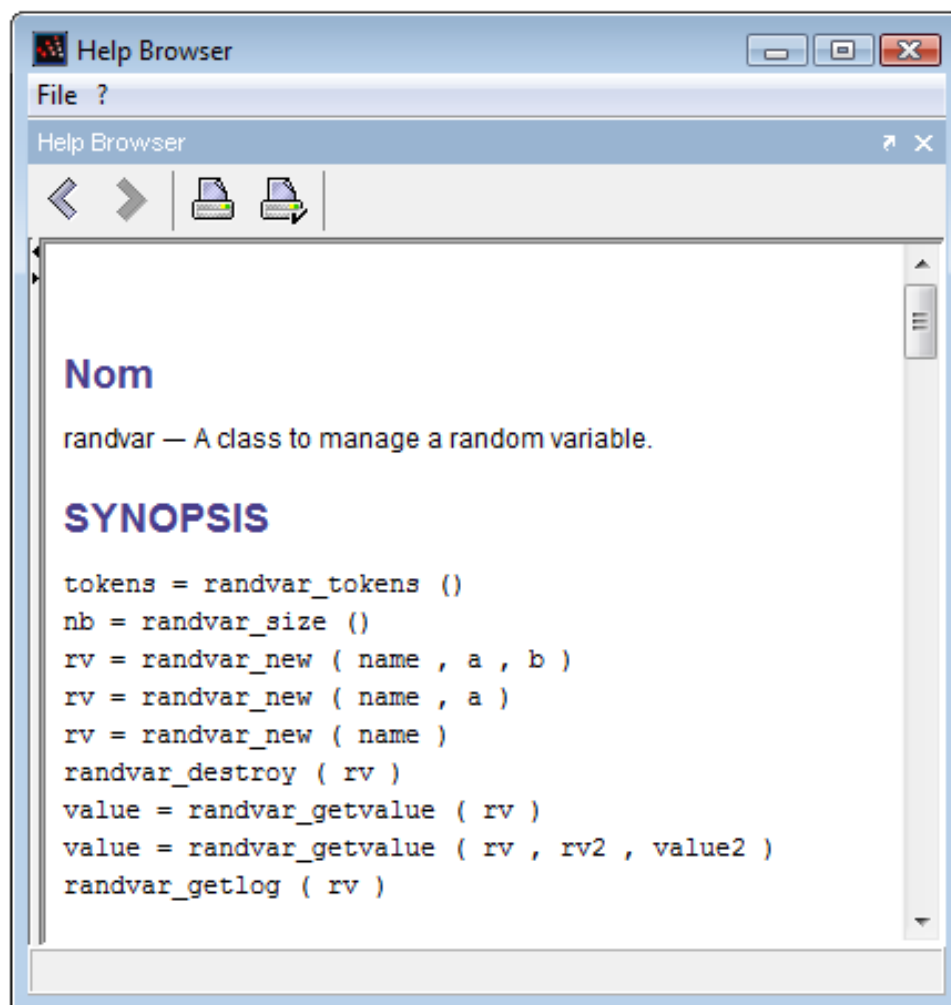 Help Browser
File ?
Help Browser
Nom
randvar — A class to manage a random variable.
SYNOPSIS
tokens = randvar_tokens ()
nb = randvar_size ()
rv = randvar_new ( name , a , b )
rv = randvar_new ( name , a )
rv = randvar_new ( name )
randvar_destroy ( rv )
value = randvar_getvalue ( rv )
value = randvar_getvalue ( rv , rv2 , value2 )
randvar_getlog ( rv )